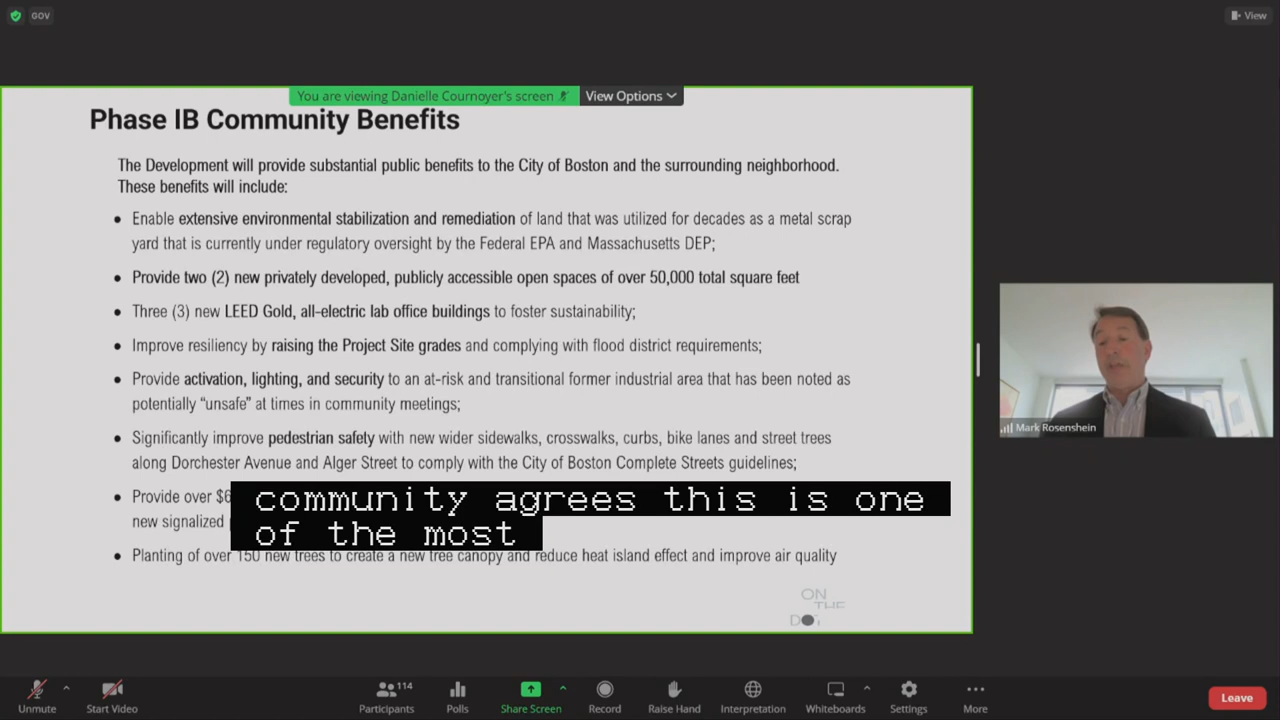 GOV
View
You are viewing Danielle Cournoyer's screen
View Options
Phase IB Community Benefits
The Development will provide substantial public benefits to the City of Boston and the surrounding neighborhood.
These benefits will include:
• Enable extensive environmental stabilization and remediation of land that was utilized for decades as a metal scrap
yard that is currently under regulatory oversight by the Federal EPA and Massachusetts DEP;
• Provide two (2) new privately developed, publicly accessible open spaces of over 50,000 total square feet
• Three (3) new LEED Gold, all-electric lab office buildings to foster sustainability;
• Improve resiliency by raising the Project Site grades and complying with flood district requirements;
• Provide activation, lighting, and security to an at-risk and transitional former industrial area that has been noted as
potentially "unsafe" at times in community meetings;
• Significantly improve pedestrian safety with new wider sidewalks, crosswalks, curbs, bike lanes and street trees
along Dorchester Avenue and Alger Street to comply with the City of Boston Complete Streets guidelines;
• Provide over
new signalized
community agrees this is one
of the most
• Planting of over 150 new trees to create a new tree canopy and reduce heat island effect and improve air quality
ON
THE
DOT
Mark Rosenshein
Unmute
Start Video
114
Participants
Polls
Share Screen
Record
Raise Hand
Interpretation
Whiteboards
Settings
More
Leave